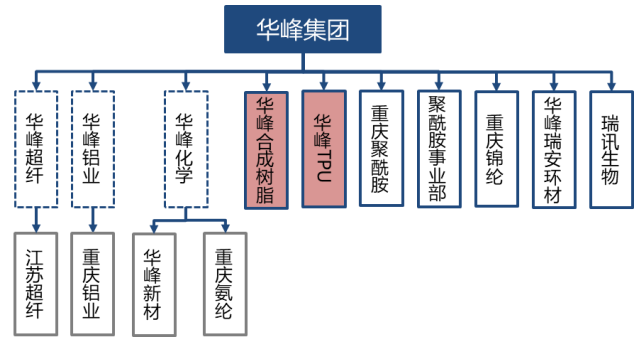 华峰集团
华峰超纤
华峰铝业
华峰化学
华峰合成树脂
华峰TPU
重庆聚酰胺
聚酰胺事业部
重庆锦纶
华峰瑞安环材
瑞讯生物
江苏超纤
重庆铝业
华峰新材
重庆氨纶